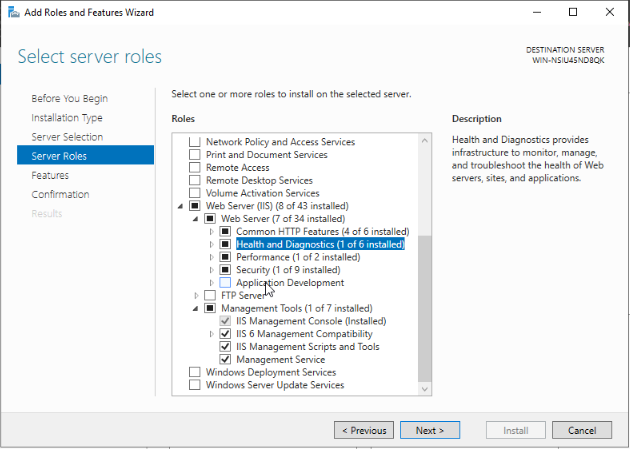 Add Roles and Features Wizard
Select server roles
DESTINATION SERVER
WIN-NSIU45ND8QK
Before You Begin
Installation Type
Server Selection
Server Roles
Features
Confirmation
Results
Select one or more roles to install on the selected server.
Roles
Network Policy and Access Services
Print and Document Services
Remote Access
Remote Desktop Services
Volume Activation Services
Web Server (IIS) (8 of 43 installed)
Web Server (7 of 34 installed)
Common HTTP Features (4 of 6 installed)
Health and Diagnostics (1 of 6 installed)
Performance (1 of 2 installed)
Security (1 of 9 installed)
Application Development
FTP Server
Management Tools (1 of 7 installed)
IIS Management Console (Installed)
IIS 6 Management Compatibility
IIS Management Scripts and Tools
Management Service
Windows Deployment Services
Windows Server Update Services
Description
Health and Diagnostics provides
infrastructure to monitor, manage,
and troubleshoot the health of Web
servers, sites, and applications.
< Previous
Next >
Install
Cancel